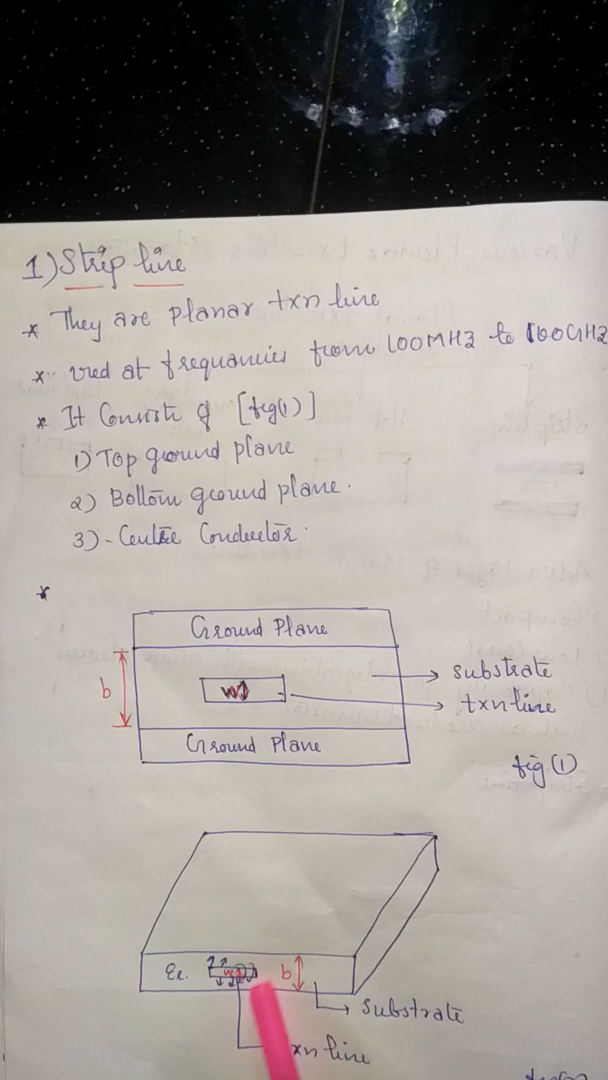 1) Strip line
* They are planar txn line
* used at frequancies from 100MHz to 100GHz
* It Consists of [fig(1)]
1) Top ground plane
2) Bottom ground plane.
3) - Centre Conductor.
*
Ground Plane
b
W
substrate
txn line
Ground Plane
fig (1)
Er.
W
b
substrate
txn line